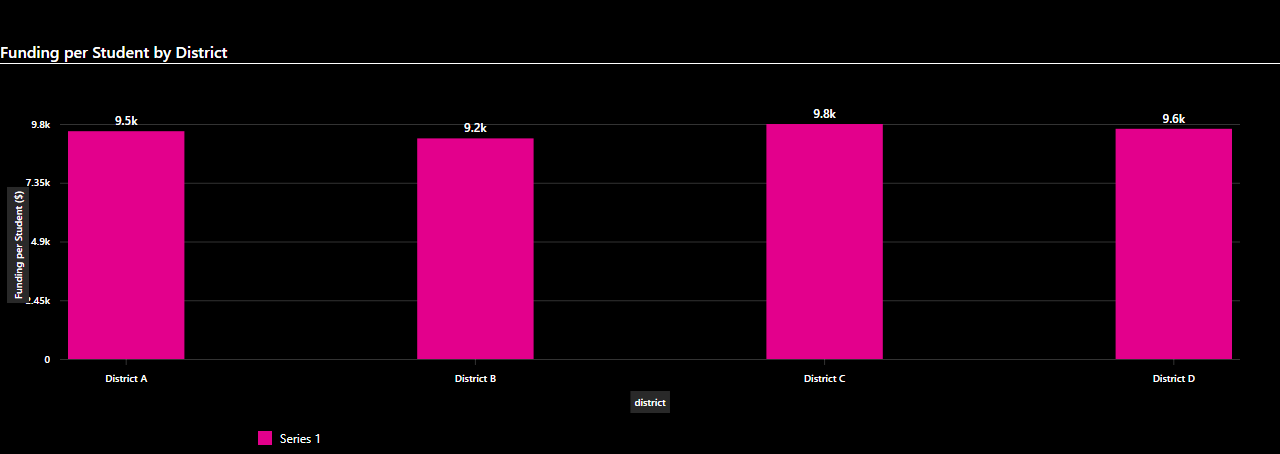 Funding per Student by District
9.5k
9.2k
9.8k
9.6k
9.8k
7.35k
4.9k
2.45k
0
Funding per Student ($)
District A
District B
District C
District D
district
Series 1